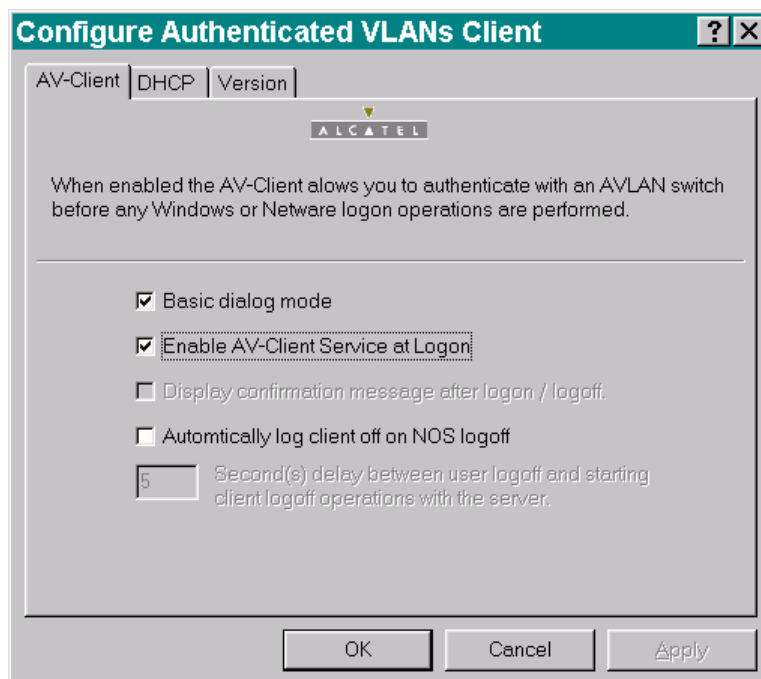 Configure Authenticated VLANs Client
AV-Client DHCP Version
ALCATEL
When enabled the AV-Client alows you to authenticate with an AVLAN switch
before any Windows or Netware logon operations are performed.
Basic dialog mode
Enable AV-Client Service at Logon
Display confirmation message after logon / logoff.
Automtically log client off on NOS logoff
5 Second(s) delay between user logoff and starting
client logoff operations with the server.
OK Cancel Apply